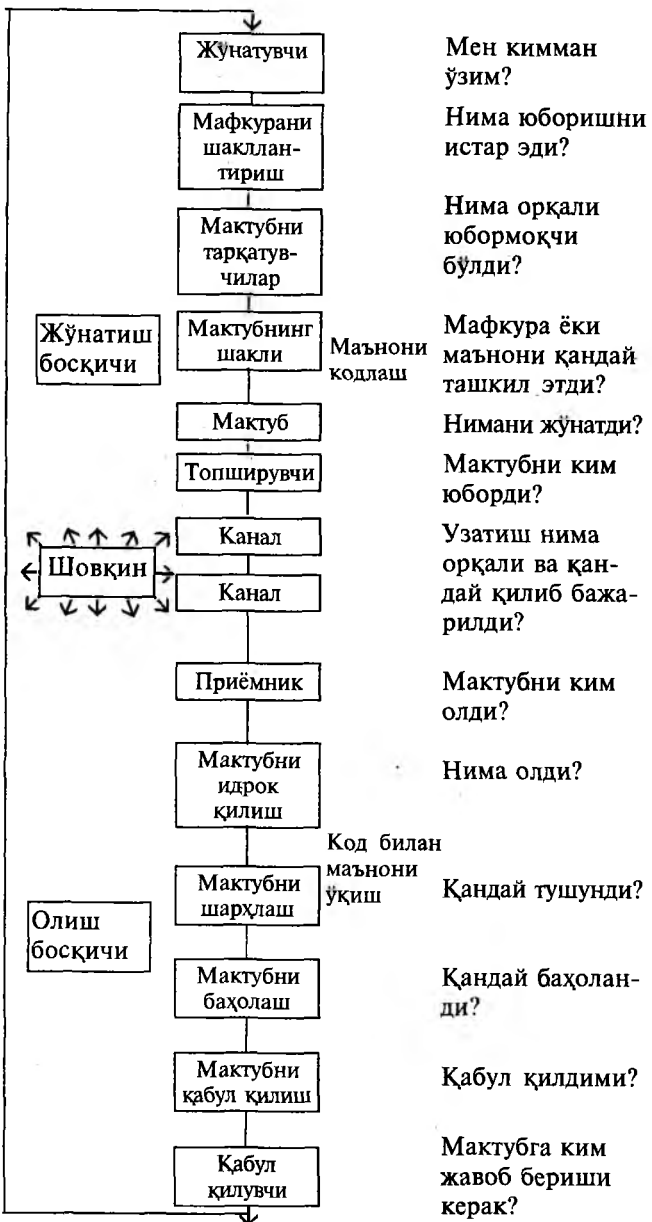 Жўнатувчи
Мен кимман
ўзим?
Мафкурани
шакллан-
тириш
Нима юборишни
истар эди?
Мактубни
тарқатув-
чилар
Нима орқали
юбормоқчи
бўлди?
Жўнатиш
босқичи
Мактубнинг
шакли
Маънони
кодлаш
Мафкура ёки
маънони қандай
ташкил этди?
Мактуб
Нимани жўнатди?
Топширувчи
Мактубни ким
юборди?
Шовқин
Канал
Канал
Узатиш нима
орқали ва қан-
дай қилиб бажа-
рилди?
Приёмник
Мактубни ким
олди?
Мактубни
идрок
қилиш
Нима олди?
Код билан
маънони
ўқиш
Олиш
босқичи
Мактубни
шарҳлаш
Қандай тушунди?
Мактубни
баҳолаш
Қандай баҳолан-
ди?
Мактубни
қабул қилиш
Қабул қилдими?
Қабул
қилувчи
Мактубга ким
жавоб бериши
керак?